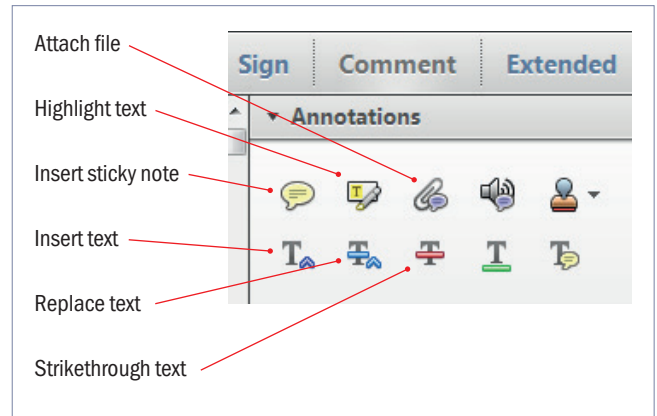 Attach file
Sign Comment Extended
Highlight text
Annotations
Insert sticky note
Insert text
Replace text
Strikethrough text